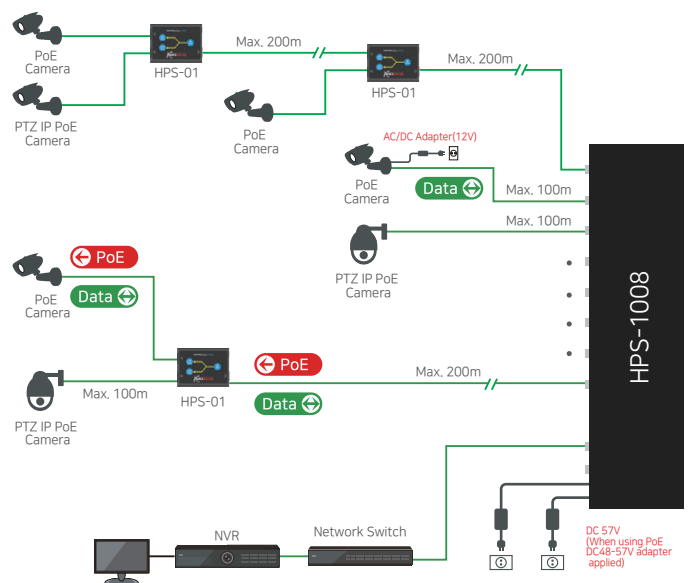 PoE
Camera
PTZ IP PoE
Camera
HPS-01
Max. 200m
PoE
Camera
HPS-01
Max. 200m
AC/DC Adapter(12V)
PoE
Camera
Data
Max. 100m
Max. 100m
PTZ IP PoE
Camera
HPS-1008
PoE
PoE
Camera
Data
PTZ IP PoE
Camera
Max. 100m
HPS-01
PoE
Data
Max. 200m
NVR
Network Switch
DC 57V
(When using PoE
DC48-57V adapter
applied)